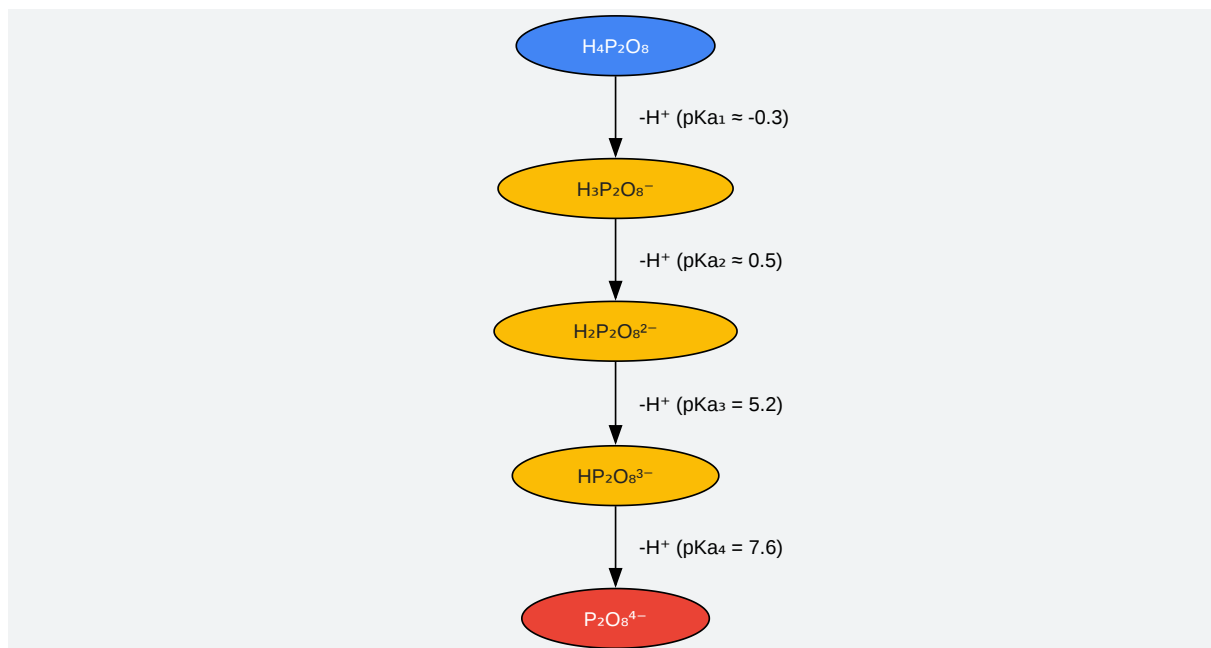 H₄P₂O₈
-H⁺ (pKa₁ ≈ -0.3)
H₃P₂O₈⁻
-H⁺ (pKa₂ ≈ 0.5)
H₂P₂O₈²⁻
-H⁺ (pKa₃ = 5.2)
HP₂O₈³⁻
-H⁺ (pKa₄ = 7.6)
P₂O₈⁴⁻